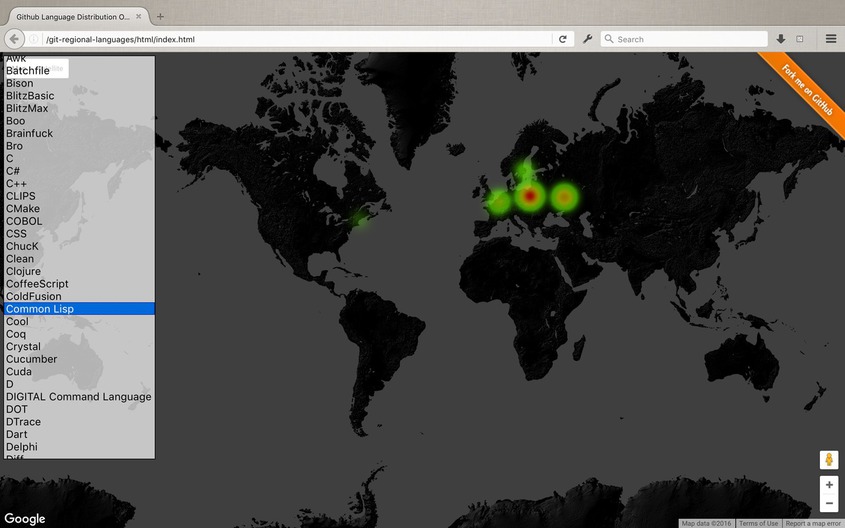 Github Language Distribution O...
/git-regional-languages/html/index.html
Search
Fork me on GitHub
Awk
Batchfile
Bison
BlitzBasic
BlitzMax
Boo
Brainfuck
Bro
C
C#
C++
CLIPS
CMake
COBOL
CSS
ChucK
Clean
Clojure
CoffeeScript
ColdFusion
Common Lisp
Cool
Coq
Crystal
Cucumber
Cuda
D
DIGITAL Command Language
DOT
DTrace
Dart
Delphi
Diff
Google
Map data ©2016
Terms of Use
Report a map error